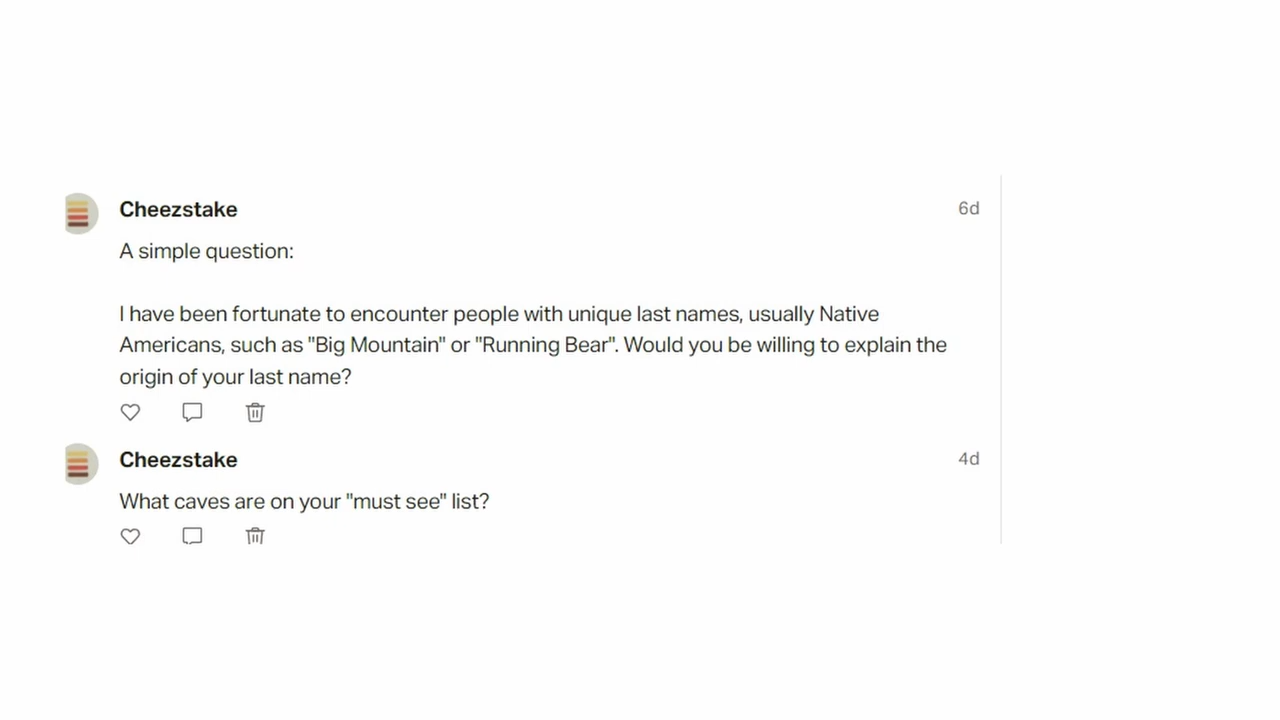 Cheezstake
6d
A simple question:
I have been fortunate to encounter people with unique last names, usually Native
Americans, such as "Big Mountain" or "Running Bear". Would you be willing to explain the
origin of your last name?
Cheezstake
4d
What caves are on your "must see" list?